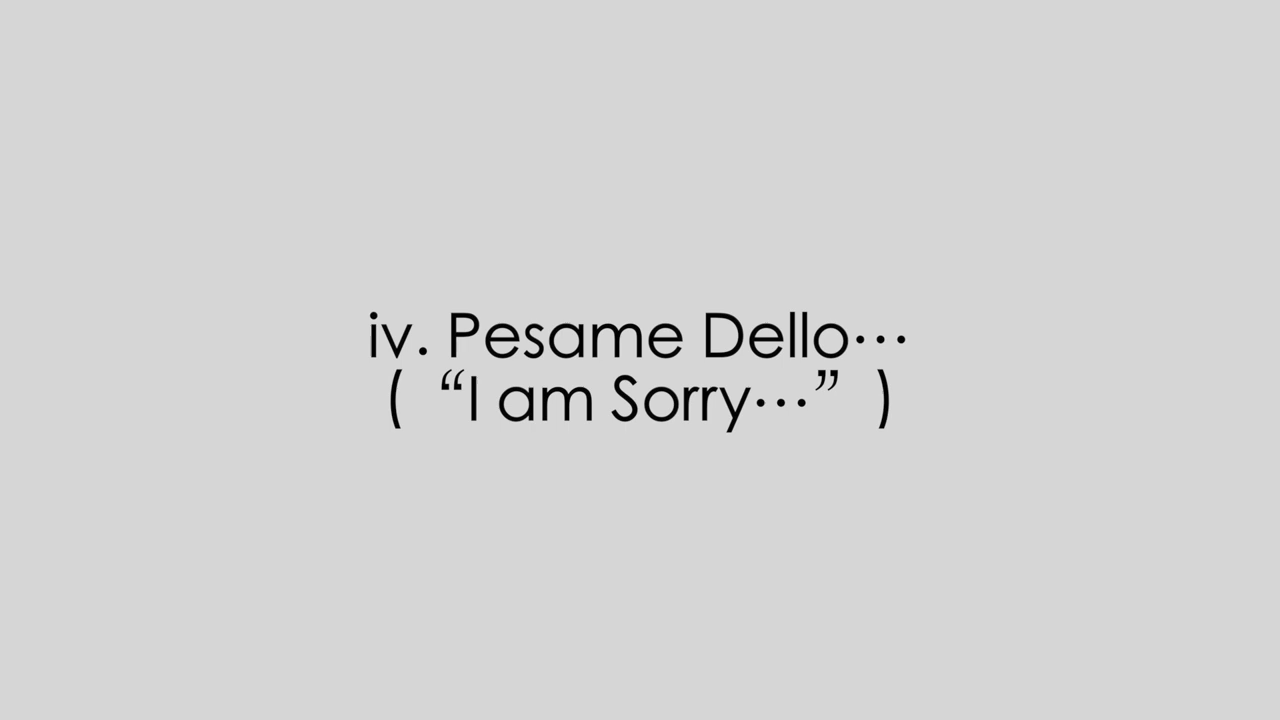 iv. Pesame Dello⋯
( “I am Sorry⋯” )